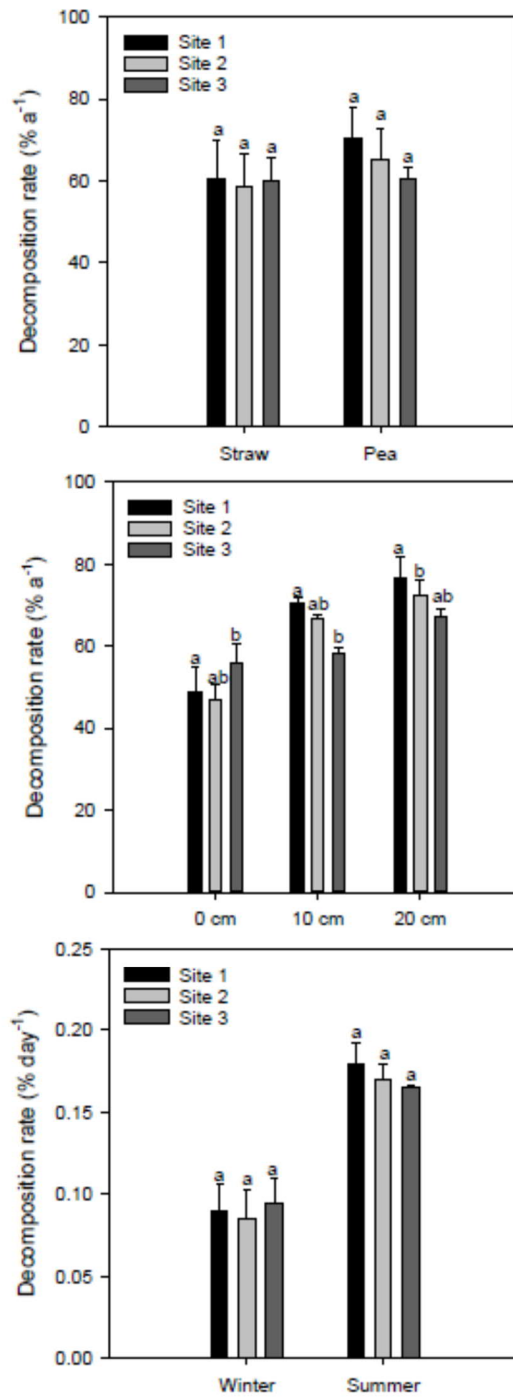 100
80
60
40
20
0
Decomposition rate (% a⁻¹)
Site 1
Site 2
Site 3
a a a
a a a
Straw Pea
100
80
60
40
20
0
Decomposition rate (% a⁻¹)
Site 1
Site 2
Site 3
a ab b
a ab b
a b ab
0 cm 10 cm 20 cm
0.25
0.20
0.15
0.10
0.05
0.00
Decomposition rate (% day⁻¹)
Site 1
Site 2
Site 3
a a a
a a a
Winter Summer